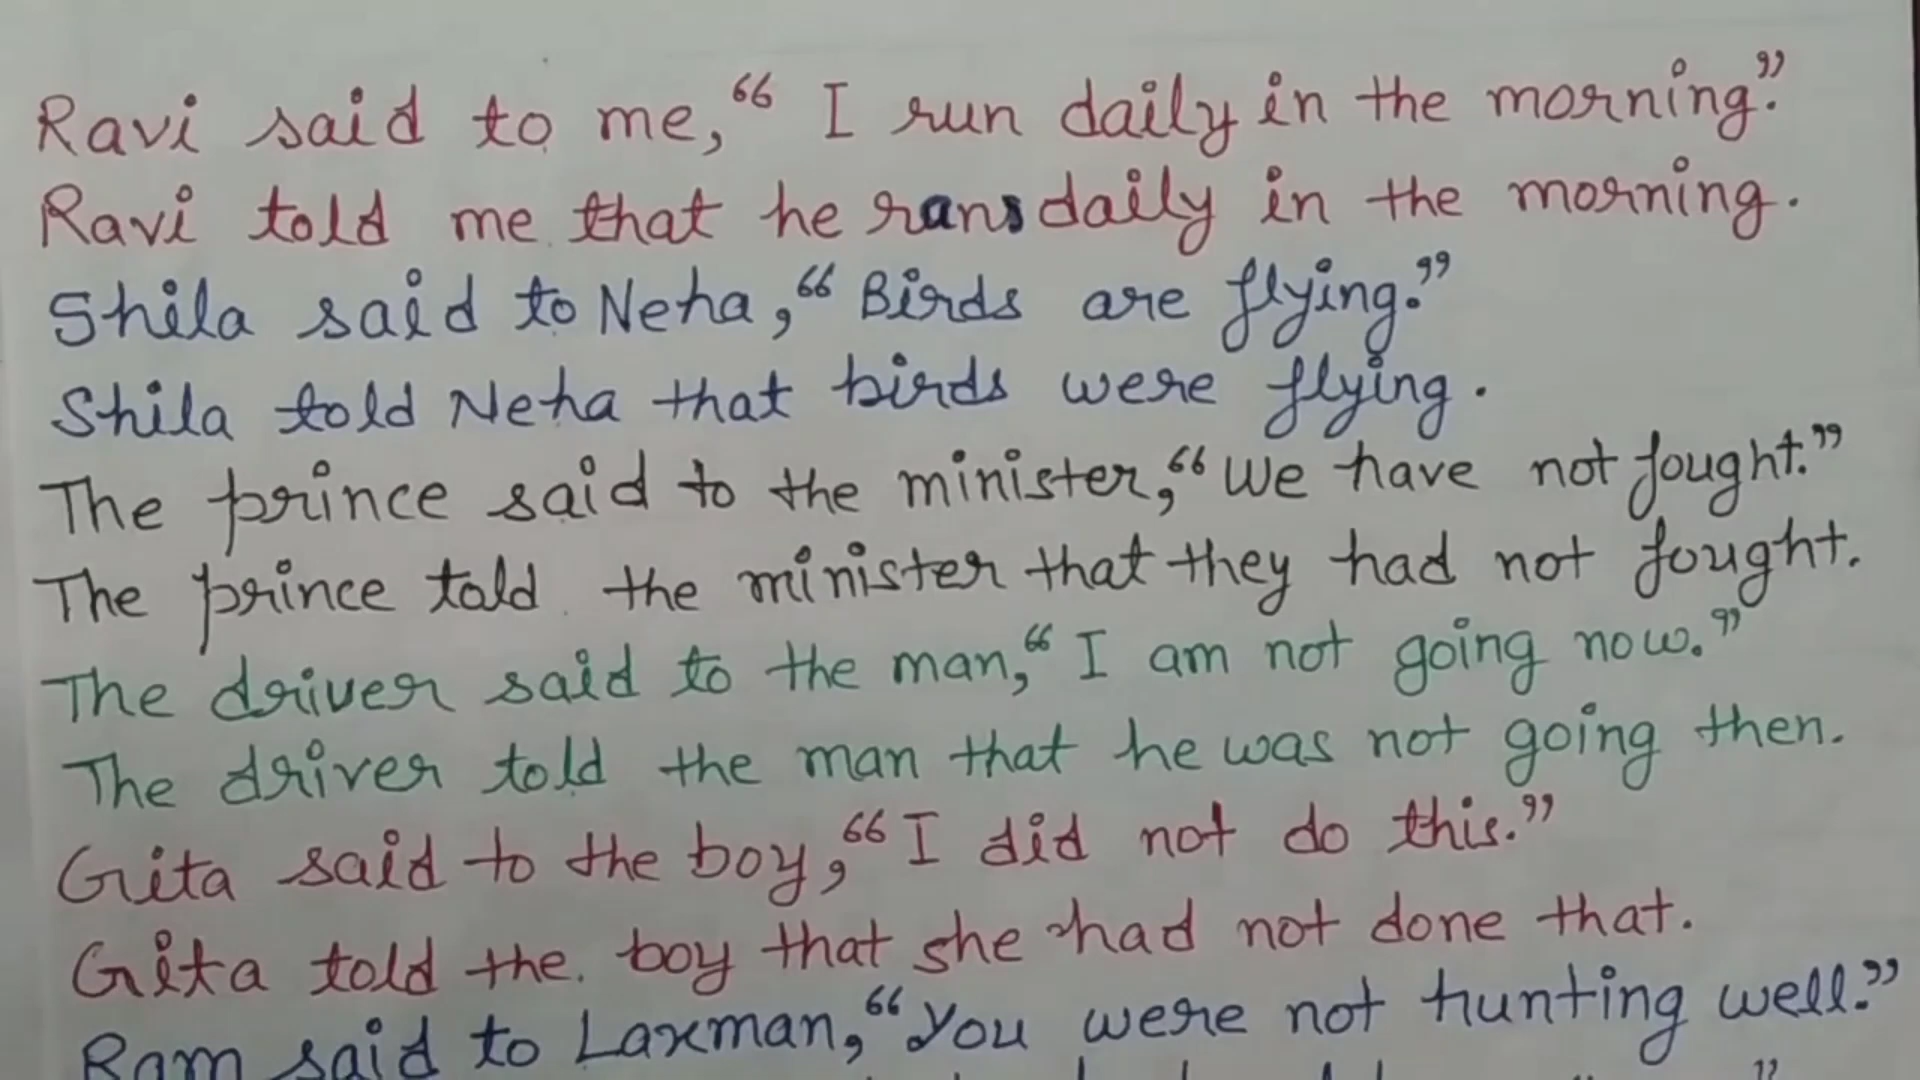 Ravi said to me, “I run daily in the morning.”
Ravi told me that he rans daily in the morning.
Shila said to Neha, “Birds are flying.”
Shila told Neha that birds were flying.
The prince said to the minister, “We have not fought.”
The prince told the minister that they had not fought.
The driver said to the man, “I am not going now.”
The driver told the man that he was not going then.
Gita said to the boy, “I did not do this.”
Gita told the boy that she had not done that.
Ram said to Laxman, “You were not hunting well.”